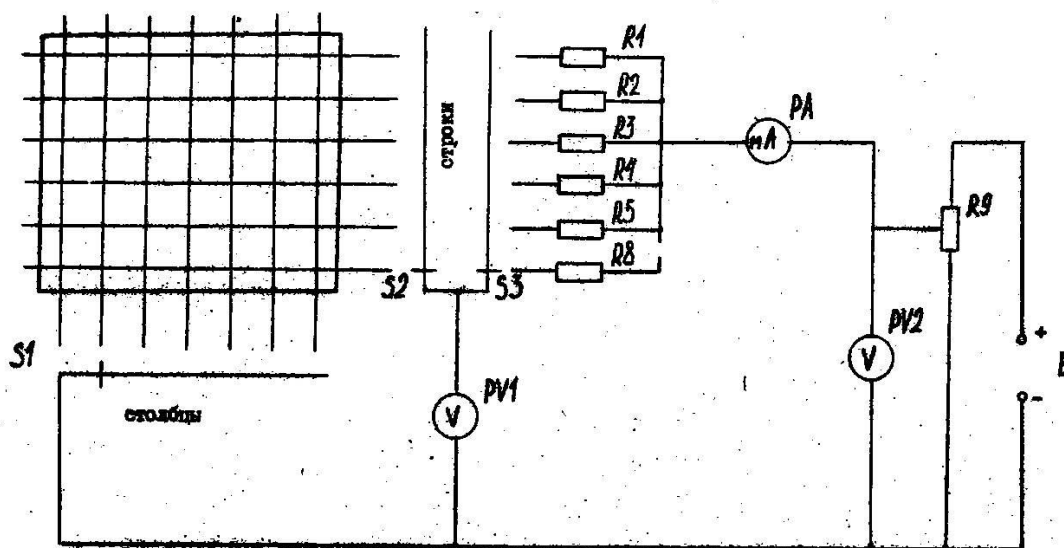 R1
R2
R3
R4
R5
R8
строки
PA
mA
R9
S2
S3
S1
столбцы
PV1
V
PV2
V
+
-